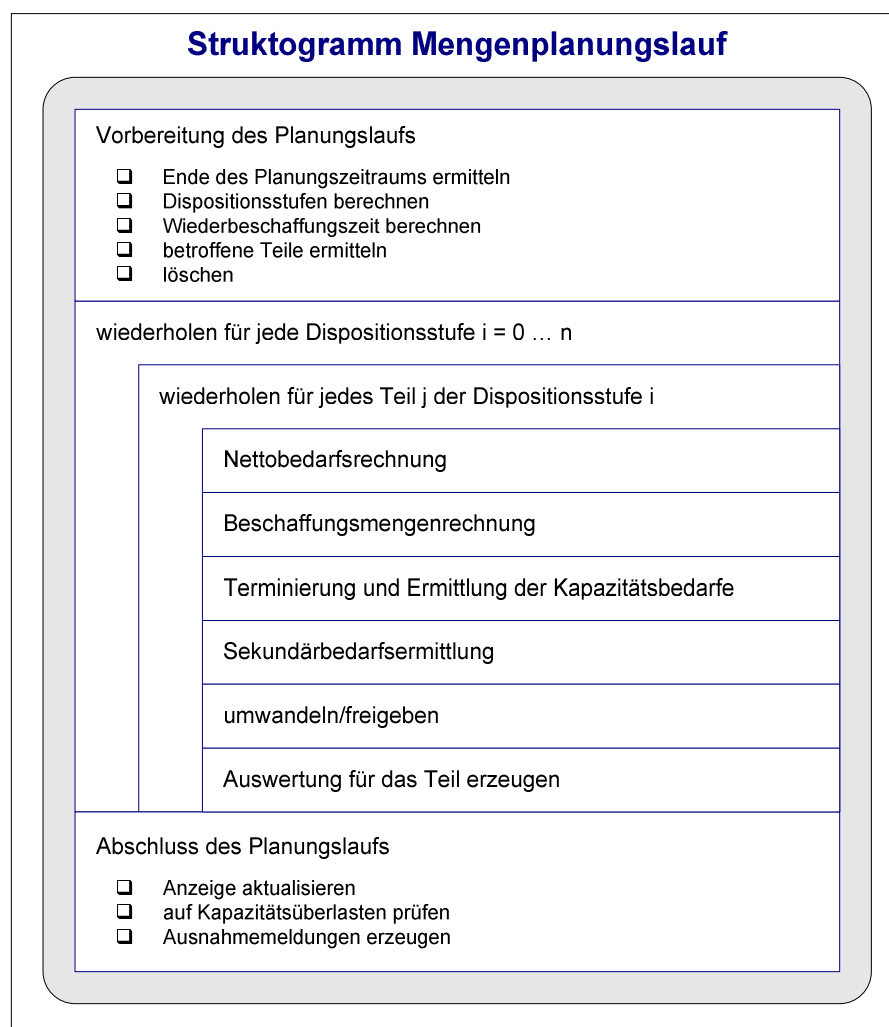 Struktogramm Mengenplanungslauf
Vorbereitung des Planungslaufs
Ende des Planungszeitraums ermitteln
Dispositionsstufen berechnen
Wiederbeschaffungszeit berechnen
betroffene Teile ermitteln
löschen
wiederholen für jede Dispositionsstufe i = 0 … n
wiederholen für jedes Teil j der Dispositionsstufe i
Nettobedarfsrechnung
Beschaffungsmengenrechnung
Terminierung und Ermittlung der Kapazitätsbedarfe
Sekundärbedarfsermittlung
umwandeln/freigeben
Auswertung für das Teil erzeugen
Abschluss des Planungslaufs
Anzeige aktualisieren
auf Kapazitätsüberlasten prüfen
Ausnahmemeldungen erzeugen